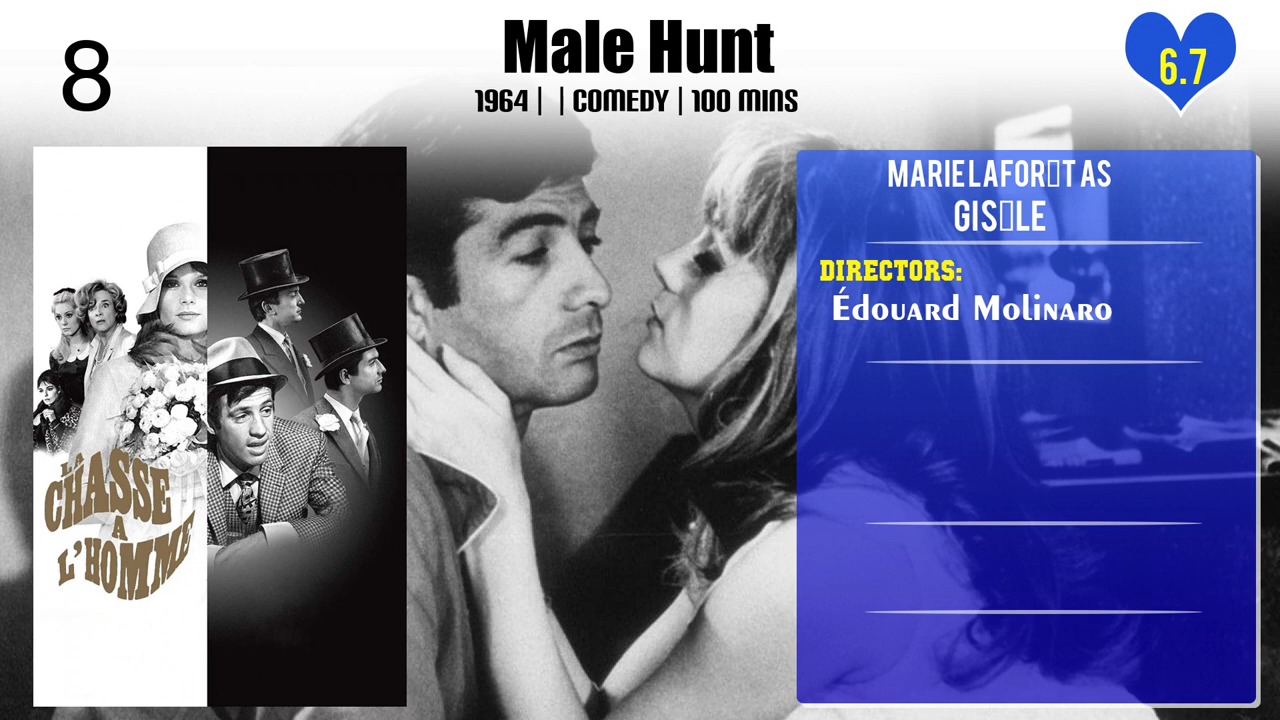 8
Male Hunt
1964 | | COMEDY | 100 MINS
6.7
MARIE LAFOR▯T AS
GIS▯LE
DIRECTORS:
Édouard Molinaro
LA
CHASSE
A
L'HOMME